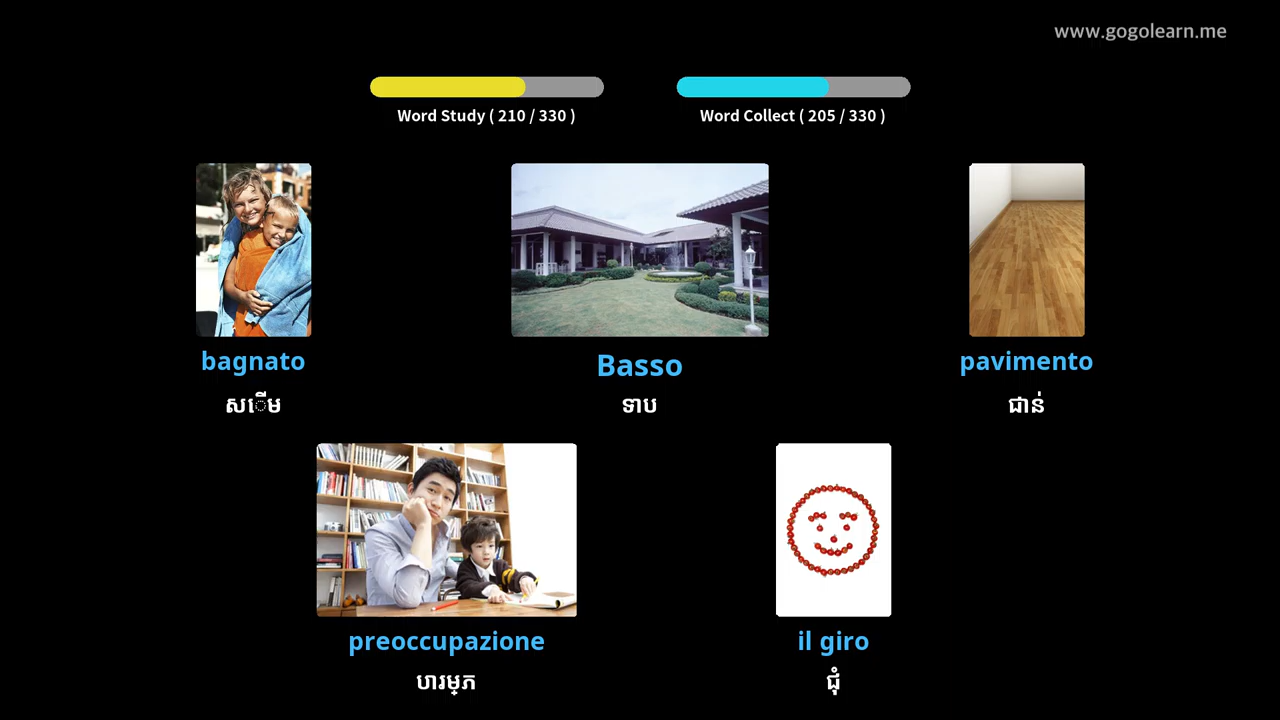 www.gogolearn.me
Word Study ( 210 / 330 )
Word Collect ( 205 / 330 )
bagnato
សើម
Basso
ទាប
pavimento
ជាន់
preoccupazione
បារម្ភ
il giro
ជុំ